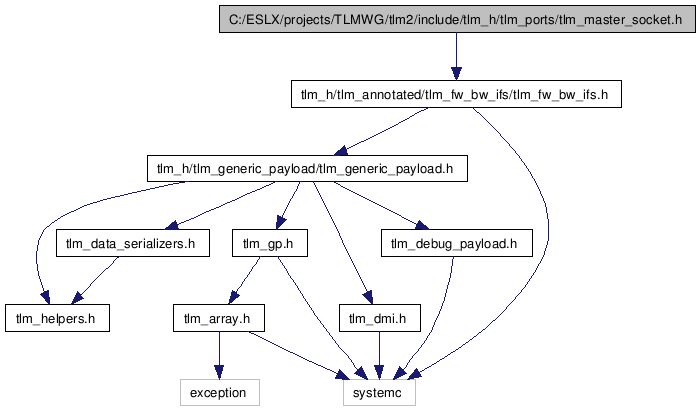 C:/ESLX/projects/TLMWG/tlm2/include/tlm_h/tlm_ports/tlm_master_socket.h
tlm_h/tlm_annotated/tlm_fw_bw_ifs/tlm_fw_bw_ifs.h
tlm_h/tlm_generic_payload/tlm_generic_payload.h
tlm_data_serializers.h
tlm_gp.h
tlm_debug_payload.h
tlm_helpers.h
tlm_array.h
tlm_dmi.h
exception
systemc